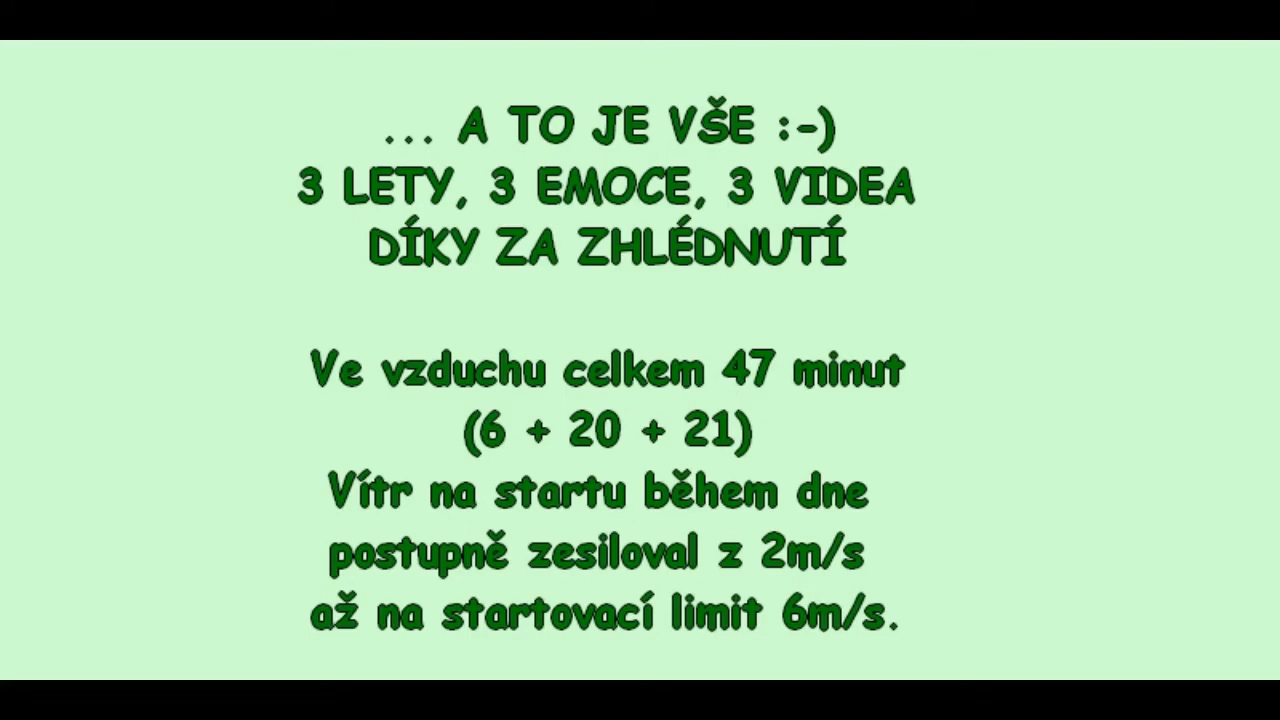 ... A TO JE VŠE :-)
3 LETY, 3 EMOCE, 3 VIDEA
DÍKY ZA ZHLÉDNUTÍ
Ve vzduchu celkem 47 minut
(6 + 20 + 21)
Vítr na startu během dne
postupně zesiloval z 2m/s
až na startovací limit 6m/s.